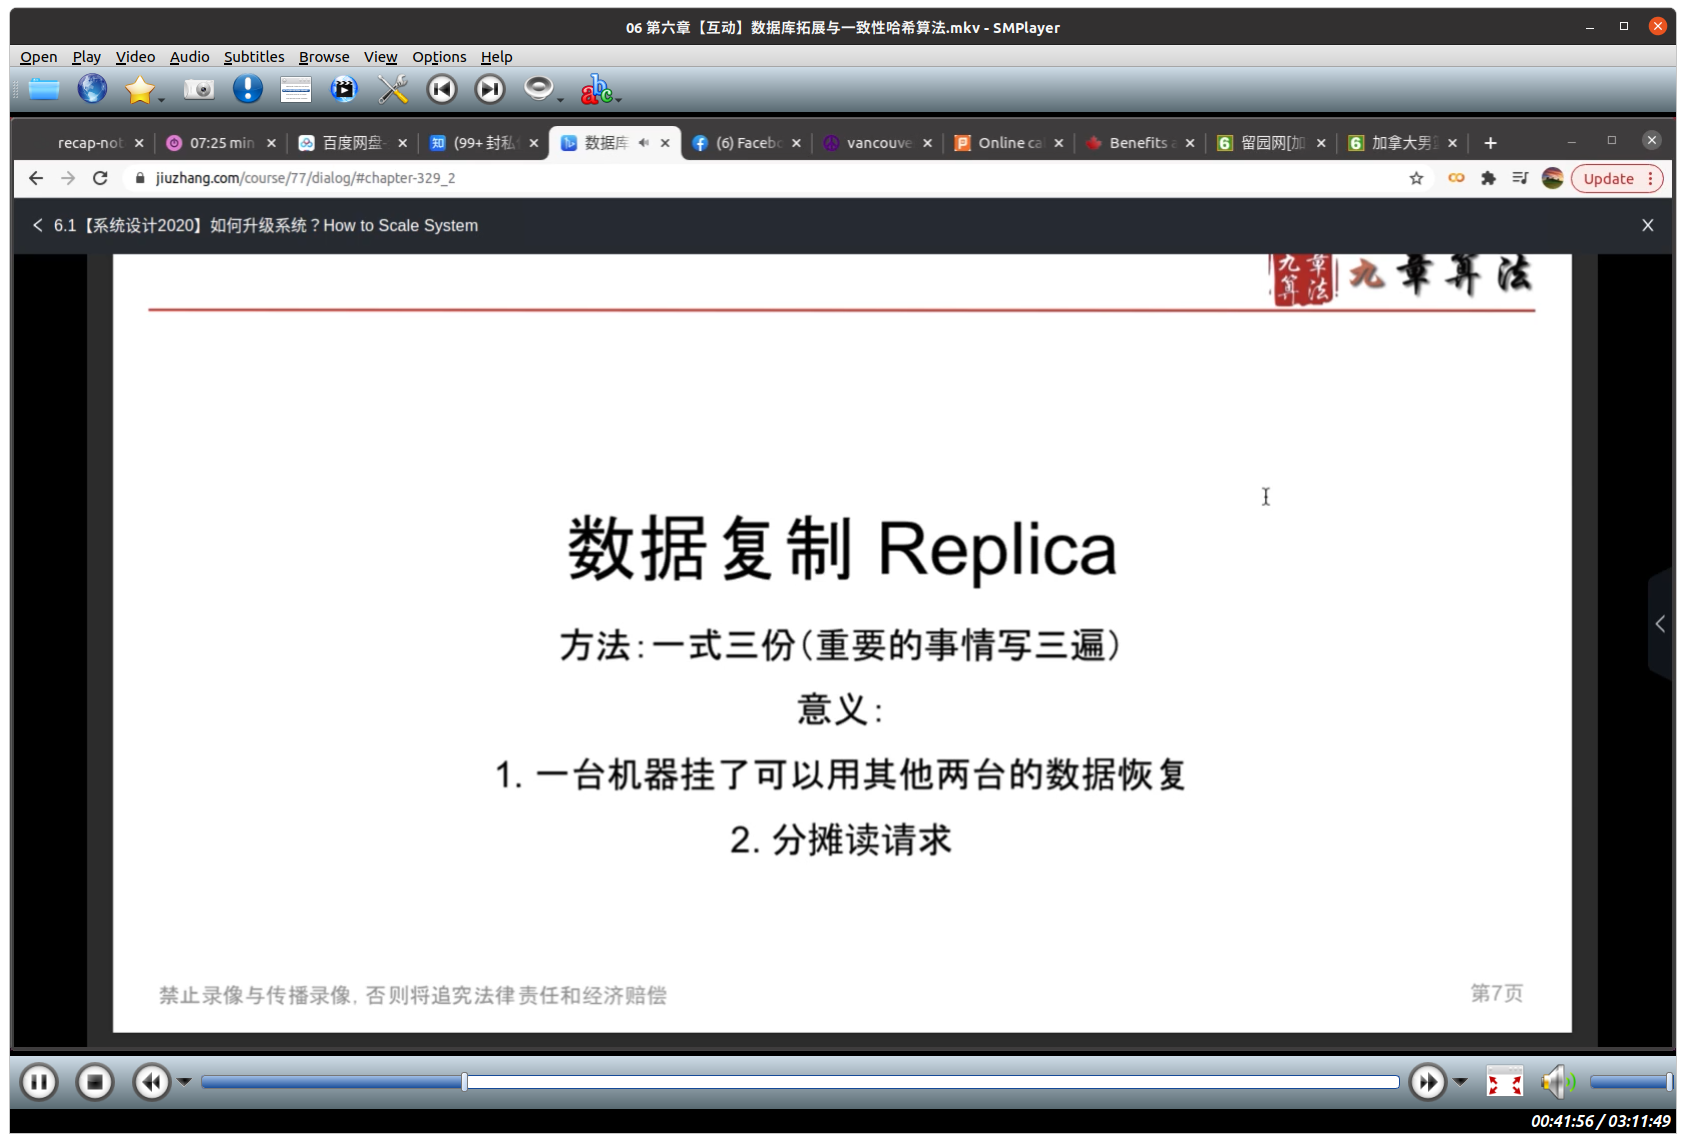 06 第六章【互动】数据库拓展与一致性哈希算法.mkv - SMPlayer
Open Play Video Audio Subtitles Browse View Options Help
recap-not 07:25 min 百度网盘- (99+ 封私 数据库 (6) Facebo vancouve Online ca Benefits a 留园网[加 加拿大男
jiuzhang.com/course/77/dialog/#chapter-329_2 Update
6.1【系统设计2020】如何升级系统？How to Scale System
九章算法 九章算法
数据复制 Replica
方法：一式三份（重要的事情写三遍）
意义：
1. 一台机器挂了可以用其他两台的数据恢复
2. 分摊读请求
禁止录像与传播录像, 否则将追究法律责任和经济赔偿
第7页
00:41:56 / 03:11:49